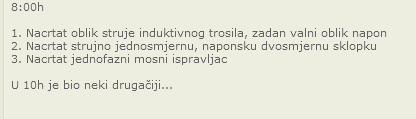 8:00h
1. Nacrtat oblik struje induktivnog trosila, zadan valni oblik napon
2. Nacrtat strujno jednosmjernu, naponsku dvosmjernu sklopku
3. Nacrtat jednofazni mosni ispravljac
U 10h je bio neki drugačiji...